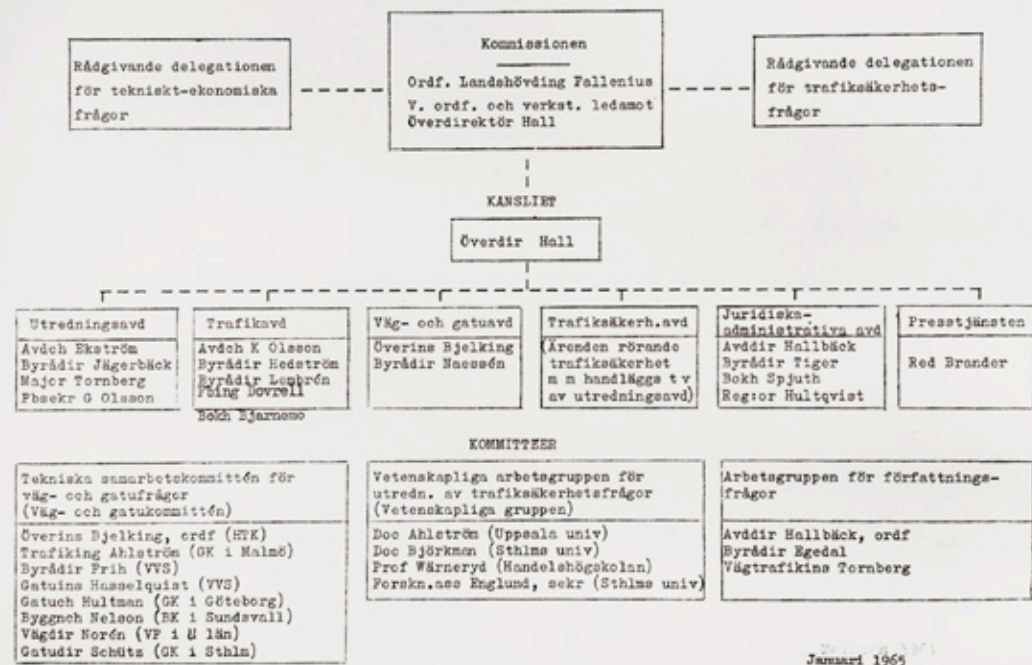 Rådgivande delegationen
för tekniskt-ekonomiska
frågor
Kommissionen
Ordf. Landshövding Fallenius
V. ordf. och verkst. ledamot
Överdirektör Hall
Rådgivande delegationen
för trafiksäkerhets-
frågor
KANSLIET
Överdir Hall
Utredningsavd
Avdch Ekström
Byrådir Jägerbäck
Major Tornberg
Fbsekr G Olsson
Trafikavd
Avdch K Olsson
Byrådir Hedström
Byrådir Lembrén
Fbing Dovrell
Bokh Bjarnemo
Väg- och gatuavd
Överins Bjelking
Byrådir Naessén
Trafiksäkerh.avd
(Ärenden rörande
trafiksäkerhet
m m handläggs t v
av utredningsavd)
Juridiska-
administrativa avd
Avddir Hallbäck
Byrådir Tiger
Bokh Spjuth
Reg:or Hultqvist
Presstjänsten
Red Brander
KOMMITTEER
Tekniska samarbetskommittén för
väg- och gatufrågor
(Väg- och gatukommittén)
Överins Bjelking, ordf (HTK)
Trafiking Ahlström (GK i Malmö)
Byrådir Frih (VVS)
Gatuins Hasselquist (VVS)
Gatuch Hultman (GK i Göteborg)
Byggnch Nelson (BK i Sundsvall)
Vägdir Norén (VF i U län)
Gatudir Schütz (GK i Sthlm)
Vetenskapliga arbetsgruppen för
utredn. av trafiksäkerhetsfrågor
(Vetenskapliga gruppen)
Doc Ahlström (Uppsala univ)
Doc Björkman (Sthlms univ)
Prof Wärneryd (Handelshögskolan)
Forskn.ass Englund, sekr (Sthlms univ)
Arbetsgruppen för författnings-
frågor
Avddir Hallbäck, ordf
Byrådir Egedal
Vägtrafikins Tornberg
Januari 1965